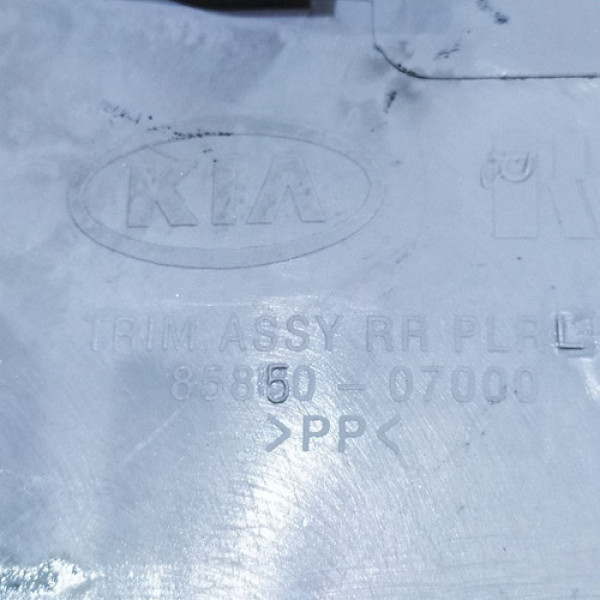 KIA R
TRIM ASSY RR PLR L
85850-07000
>PP<